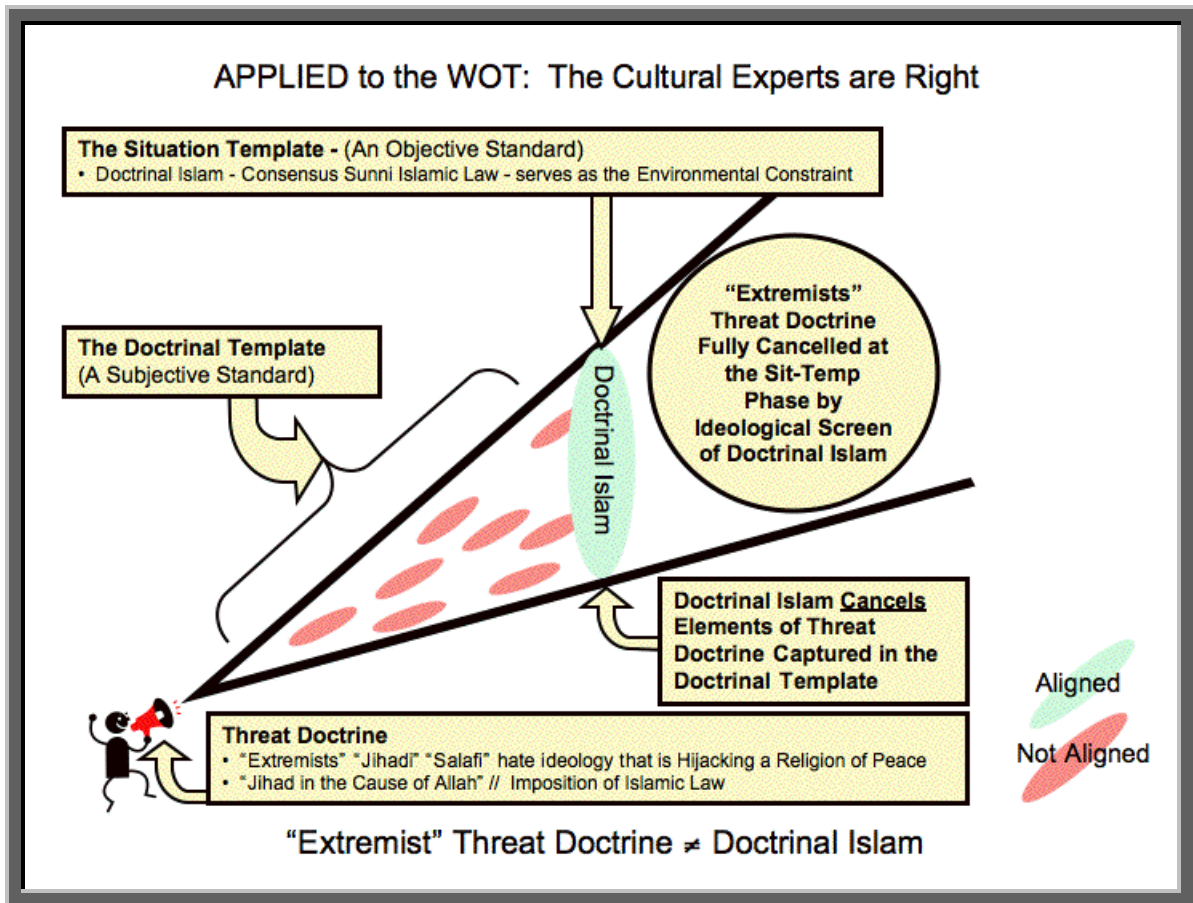 APPLIED to the WOT: The Cultural Experts are Right
The Situation Template - (An Objective Standard)
• Doctrinal Islam - Consensus Sunni Islamic Law - serves as the Environmental Constraint
The Doctrinal Template
(A Subjective Standard)
Doctrinal Islam
“Extremists”
Threat Doctrine
Fully Cancelled at
the Sit-Temp
Phase by
Ideological Screen
of Doctrinal Islam
Doctrinal Islam Cancels
Elements of Threat
Doctrine Captured in the
Doctrinal Template
Aligned
Not Aligned
Threat Doctrine
• “Extremists” “Jihadi” “Salafi” hate ideology that is Hijacking a Religion of Peace
• “Jihad in the Cause of Allah” // Imposition of Islamic Law
“Extremist” Threat Doctrine ≠ Doctrinal Islam